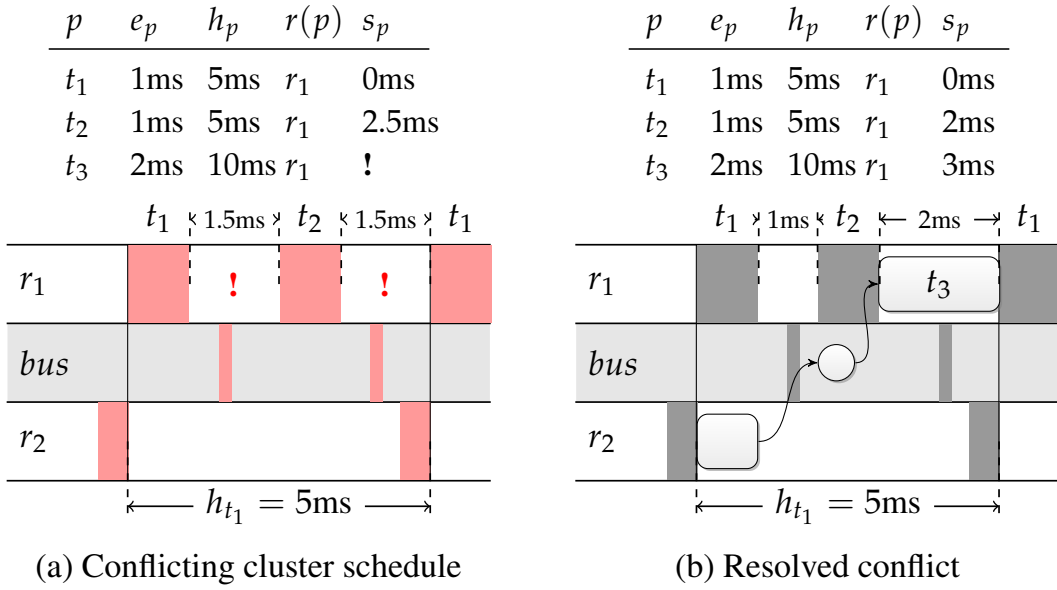 p e_p h_p r(p) s_p
t_1 1ms 5ms r_1 0ms
t_2 1ms 5ms r_1 2.5ms
t_3 2ms 10ms r_1 !
t_1 1.5ms t_2 1.5ms t_1
r_1 ! !
bus
r_2
h_{t_1} = 5ms
(a) Conflicting cluster schedule
p e_p h_p r(p) s_p
t_1 1ms 5ms r_1 0ms
t_2 1ms 5ms r_1 2ms
t_3 2ms 10ms r_1 3ms
t_1 1ms t_2 2ms t_1
r_1 t_3
bus
r_2
h_{t_1} = 5ms
(b) Resolved conflict